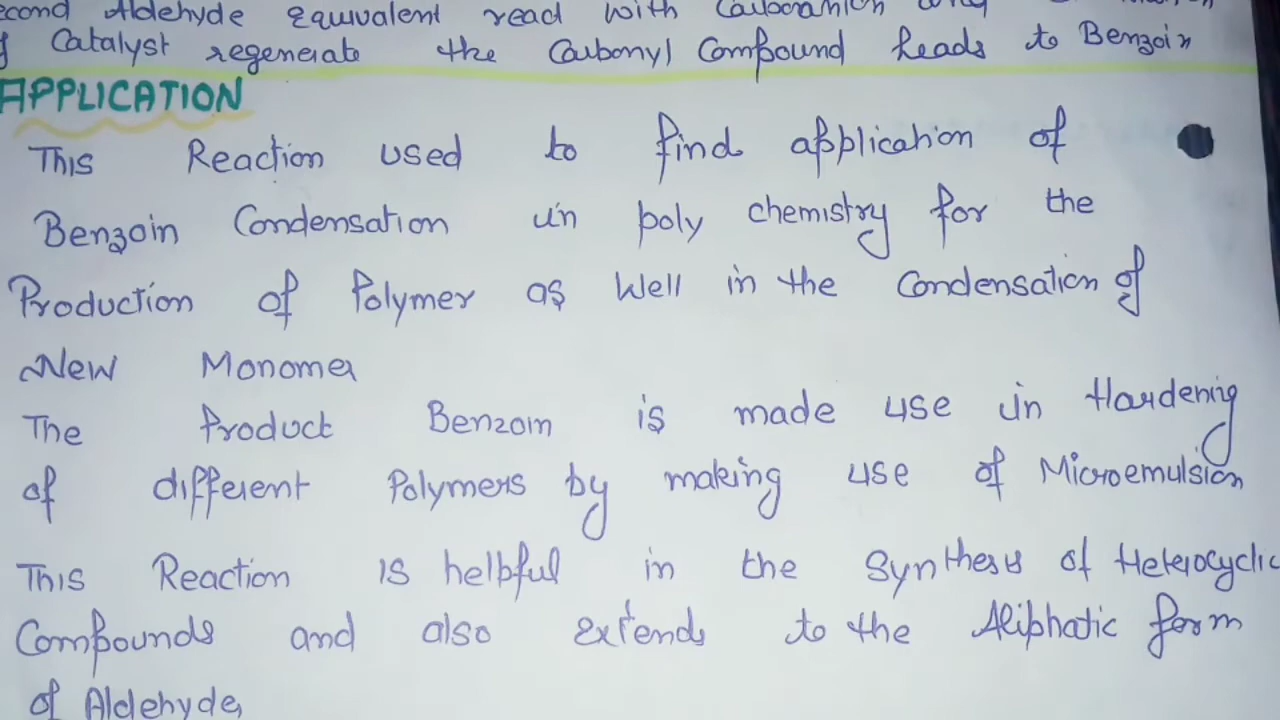 econd Aldehyde equivalent read with Carbocanion
Catalyst regenerate the Carbonyl Compound leads to Benzoin
APPLICATION
This Reaction used to find application of
Benzoin Condensation in poly chemistry for the
Production of Polymer as Well in the Condensation of
New Monomer
The Product Benzoin is made use in Hardening
of different Polymers by making use of Microemulsion
This Reaction is helpful in the Synthesis of Heterocyclic
Compounds and also extends to the Aliphatic form
of Aldehyde,